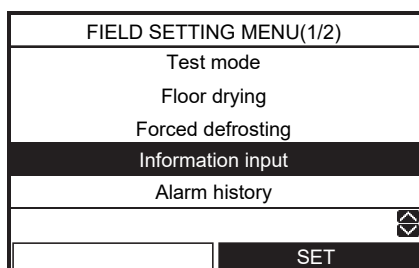 FIELD SETTING MENU(1/2)
Test mode
Floor drying
Forced defrosting
Information input
Alarm history
SET